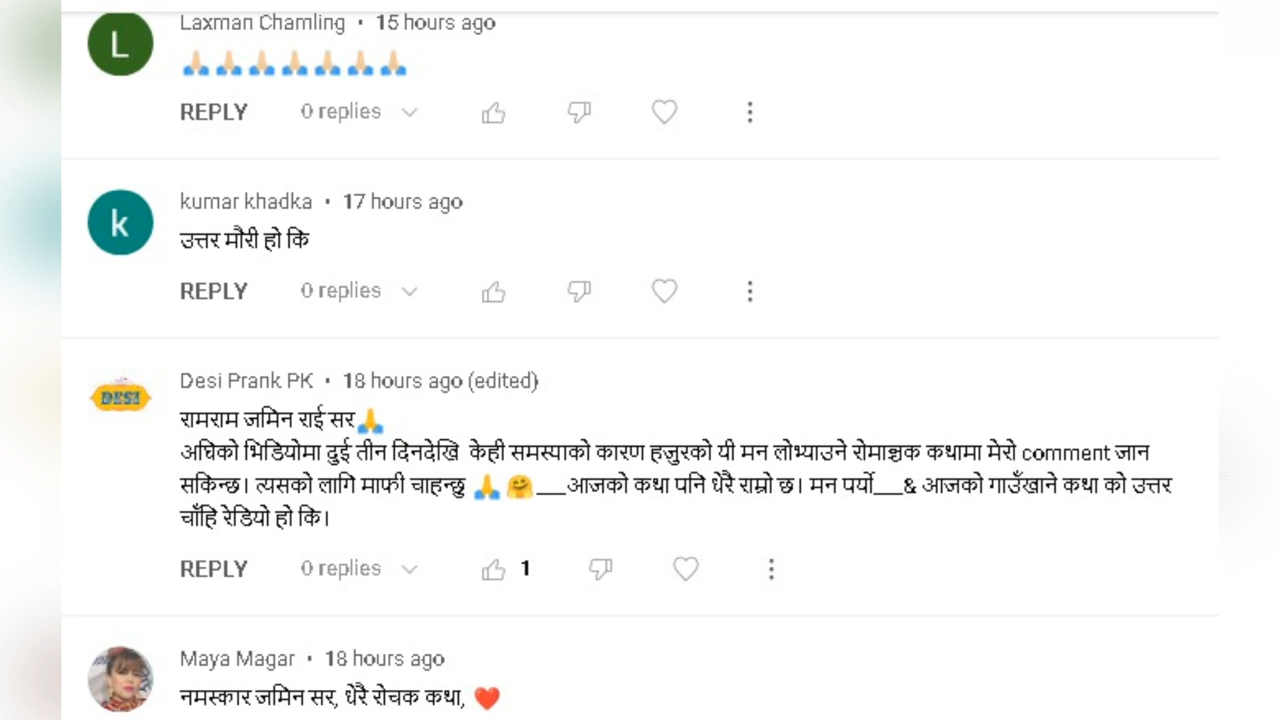 Laxman Chamling · 15 hours ago
🙏🏻🙏🏻🙏🏻🙏🏻🙏🏻🙏🏻🙏🏻
L
REPLY 0 replies
kumar khadka · 17 hours ago
k
उत्तर मौरी हो कि
REPLY 0 replies
Desi Prank PK · 18 hours ago (edited)
DESI
रामराम जमिन राई सर🙏
अघिको भिडियोमा दुई तीन दिनदेखि केही समस्याको कारण हजुरको यी मन लोभ्याउने रोमाञ्चक कथामा मेरो comment जान
सकिन्छ। त्यसको लागि माफी चाहन्छु 🙏 🤗 ___आजको कथा पनि धेरै राम्रो छ। मन पर्यो___& आजको गाउँखाने कथा को उत्तर
चाँहि रेडियो हो कि।
REPLY 0 replies 1
Maya Magar · 18 hours ago
नमस्कार जमिन सर, धेरै रोचक कथा, ❤️